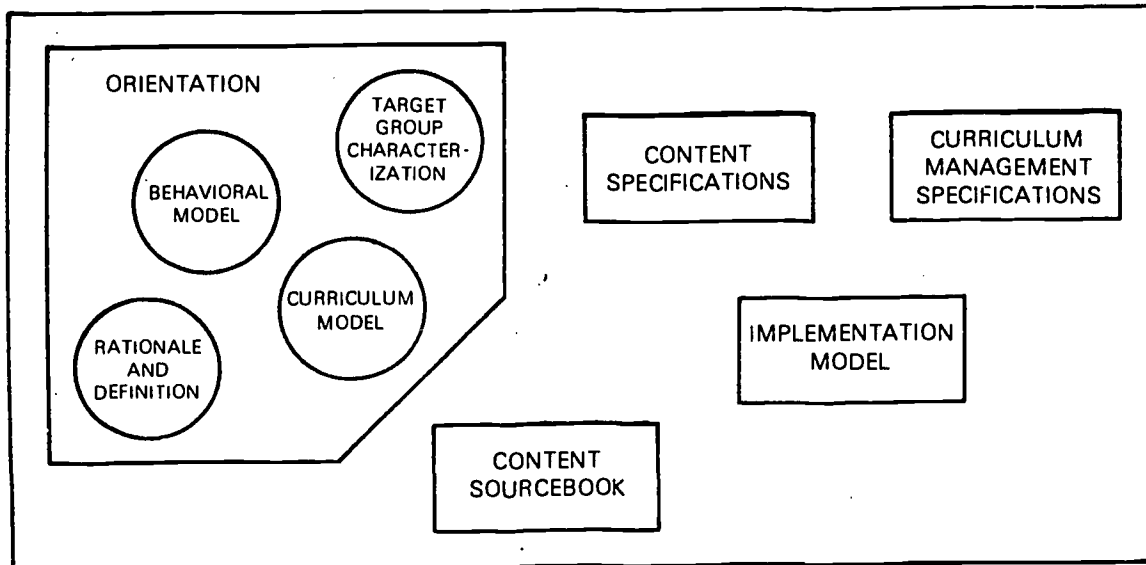 ORIENTATION
TARGET
GROUP
CHARACTER-
IZATION
BEHAVIORAL
MODEL
CURRICULUM
MODEL
RATIONALE
AND
DEFINITION
CONTENT
SPECIFICATIONS
CURRICULUM
MANAGEMENT
SPECIFICATIONS
IMPLEMENTATION
MODEL
CONTENT
SOURCEBOOK